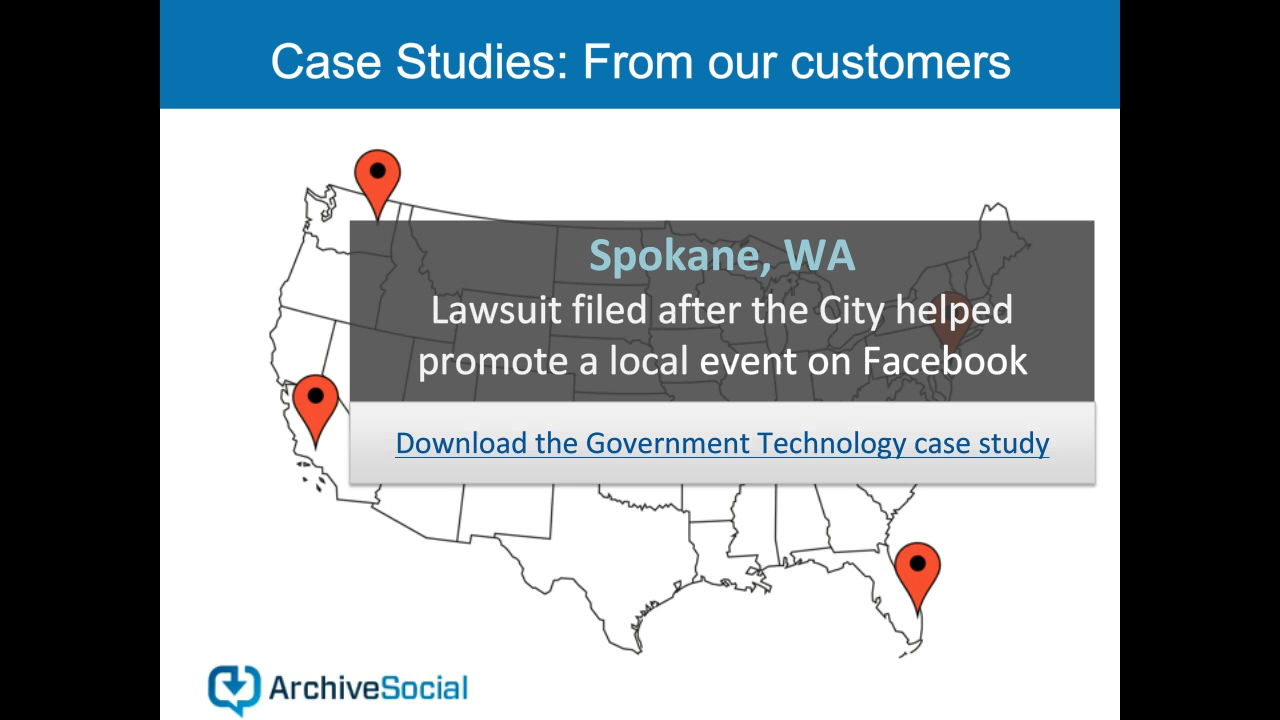 Case Studies: From our customers
Spokane, WA
Lawsuit filed after the City helped
promote a local event on Facebook
Download the Government Technology case study
ArchiveSocial